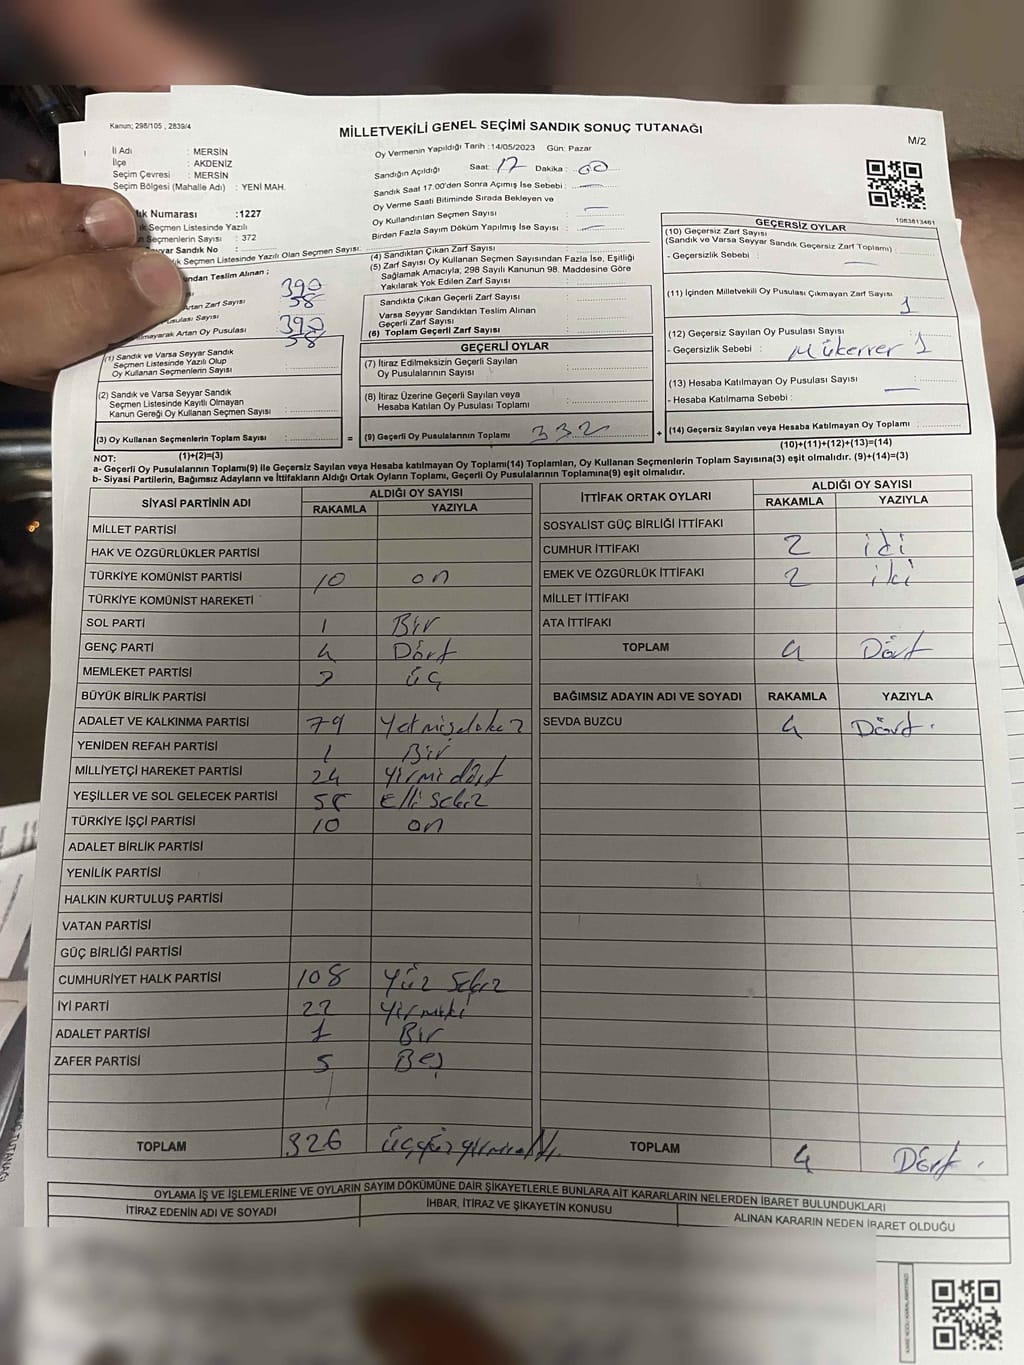 Kanun; 298/105 , 2839/4
MİLLETVEKİLİ GENEL SEÇİMİ SANDIK SONUÇ TUTANAĞI
M/2
İl Adı : MERSİN
İlçe : AKDENİZ
Seçim Çevresi : MERSİN
Seçim Bölgesi (Mahalle Adı) : YENİ MAH.
Numarası :1227
Seçmen Listesinde Yazılı
Seçmenlerin Sayısı : 372
Sandık No :
Seçmen Listesinde Yazılı Olan Seçmen Sayısı:
Teslim Alınan ;
390
Artan Zarf Sayısı 58
Sayısı 390
Artan Oy Pusulası 58
(1) Sandık ve Varsa Seyyar Sandık
Seçmen Listesinde Yazılı Olup
Oy Kullanan Seçmenlerin Sayısı :
(2) Sandık ve Varsa Seyyar Sandık
Seçmen Listesinde Kayıtlı Olmayan
Kanun Gereği Oy Kullanan Seçmen Sayısı :
(3) Oy Kullanan Seçmenlerin Toplam Sayısı :
(1)+(2)=(3)
Oy Vermenin Yapıldığı Tarih :14/05/2023 Gün: Pazar
Sandığın Açıldığı Saat: 17 Dakika : 00
Sandık Saat 17.00'den Sonra Açımış İse Sebebi :
Oy Verme Saati Bitiminde Sırada Bekleyen ve
Oy Kullandırılan Seçmen Sayısı :
Birden Fazla Sayım Döküm Yapılmış İse Sayısı :
(4) Sandıktan Çıkan Zarf Sayısı :
(5) Zarf Sayısı Oy Kullanan Seçmen Sayısından Fazla İse, Eşitliği
Sağlamak Amacıyla, 298 Sayılı Kanunun 98. Maddesine Göre
Yakılarak Yok Edilen Zarf Sayısı :
Sandıkta Çıkan Geçerli Zarf Sayısı :
Varsa Seyyar Sandıktan Teslim Alınan
Geçerli Zarf Sayısı :
(6) Toplam Geçerli Zarf Sayısı :
GEÇERLİ OYLAR
(7) İtiraz Edilmeksizin Geçerli Sayılan
Oy Pusulalarının Sayısı :
(8) İtiraz Üzerine Geçerli Sayılan veya
Hesaba Katılan Oy Pusulası Toplamı :
= (9) Geçerli Oy Pusulalarının Toplamı : 332 +
1083813461
GEÇERSİZ OYLAR
(10) Geçersiz Zarf Sayısı
(Sandık ve Varsa Seyyar Sandık Geçersiz Zarf Toplamı) :
- Geçersizlik Sebebi :
(11) İçinden Milletvekili Oy Pusulası Çıkmayan Zarf Sayısı : 1
(12) Geçersiz Sayılan Oy Pusulası Sayısı :
- Geçersizlik Sebebi : Mükerrer 1
(13) Hesaba Katılmayan Oy Pusulası Sayısı :
- Hesaba Katılmama Sebebi :
(14) Geçersiz Sayılan veya Hesaba Katılmayan Oy Toplamı :
(10)+(11)+(12)+(13)=(14)
NOT:
a- Geçerli Oy Pusulalarının Toplamı(9) ile Geçersiz Sayılan veya Hesaba katılmayan Oy Toplamı(14) Toplamları, Oy Kullanan Seçmenlerin Toplam Sayısına(3) eşit olmalıdır. (9)+(14)=(3)
b- Siyasi Partilerin, Bağımsız Adayların ve İttifakların Aldığı Ortak Oyların Toplamı, Geçerli Oy Pusulalarının Toplamına(9) eşit olmalıdır.
SİYASİ PARTİNİN ADI ALDIĞI OY SAYISI
RAKAMLA YAZIYLA
MİLLET PARTİSİ
HAK VE ÖZGÜRLÜKLER PARTİSİ
TÜRKİYE KOMÜNİST PARTİSİ 10 on
TÜRKİYE KOMÜNİST HAREKETİ
SOL PARTİ 1 Bir
GENÇ PARTİ 4 Dört
MEMLEKET PARTİSİ 3 üç
BÜYÜK BİRLİK PARTİSİ
ADALET VE KALKINMA PARTİSİ 79
YENİDEN REFAH PARTİSİ 1 Bir
MİLLİYETÇİ HAREKET PARTİSİ 24 yirmi dört
YEŞİLLER VE SOL GELECEK PARTİSİ 58 Elli Sekiz
TÜRKİYE İŞÇİ PARTİSİ 10 on
ADALET BİRLİK PARTİSİ
YENİLİK PARTİSİ
HALKIN KURTULUŞ PARTİSİ
VATAN PARTİSİ
GÜÇ BİRLİĞİ PARTİSİ
CUMHURİYET HALK PARTİSİ 108 Yüz Sekiz
İYİ PARTİ 22
ADALET PARTİSİ 1 Bir
ZAFER PARTİSİ 5 Beş
TOPLAM 326
İTTİFAK ORTAK OYLARI ALDIĞI OY SAYISI
RAKAMLA YAZIYLA
SOSYALİST GÜÇ BİRLİĞİ İTTİFAKI
CUMHUR İTTİFAKI 2 iki
EMEK VE ÖZGÜRLÜK İTTİFAKI 2 iki
MİLLET İTTİFAKI
ATA İTTİFAKI
TOPLAM 4 Dört
BAĞIMSIZ ADAYIN ADI VE SOYADI RAKAMLA YAZIYLA
SEVDA BUZCU 4 Dört.
TOPLAM 4 Dört.
OYLAMA İŞ VE İŞLEMLERİNE VE OYLARIN SAYIM DÖKÜMÜNE DAİR ŞİKAYETLERLE BUNLARA AİT KARARLARIN NELERDEN İBARET BULUNDUKLARI
İTİRAZ EDENİN ADI VE SOYADI İHBAR, İTİRAZ VE ŞİKAYETİN KONUSU ALINAN KARARIN NEDEN İBARET OLDUĞU